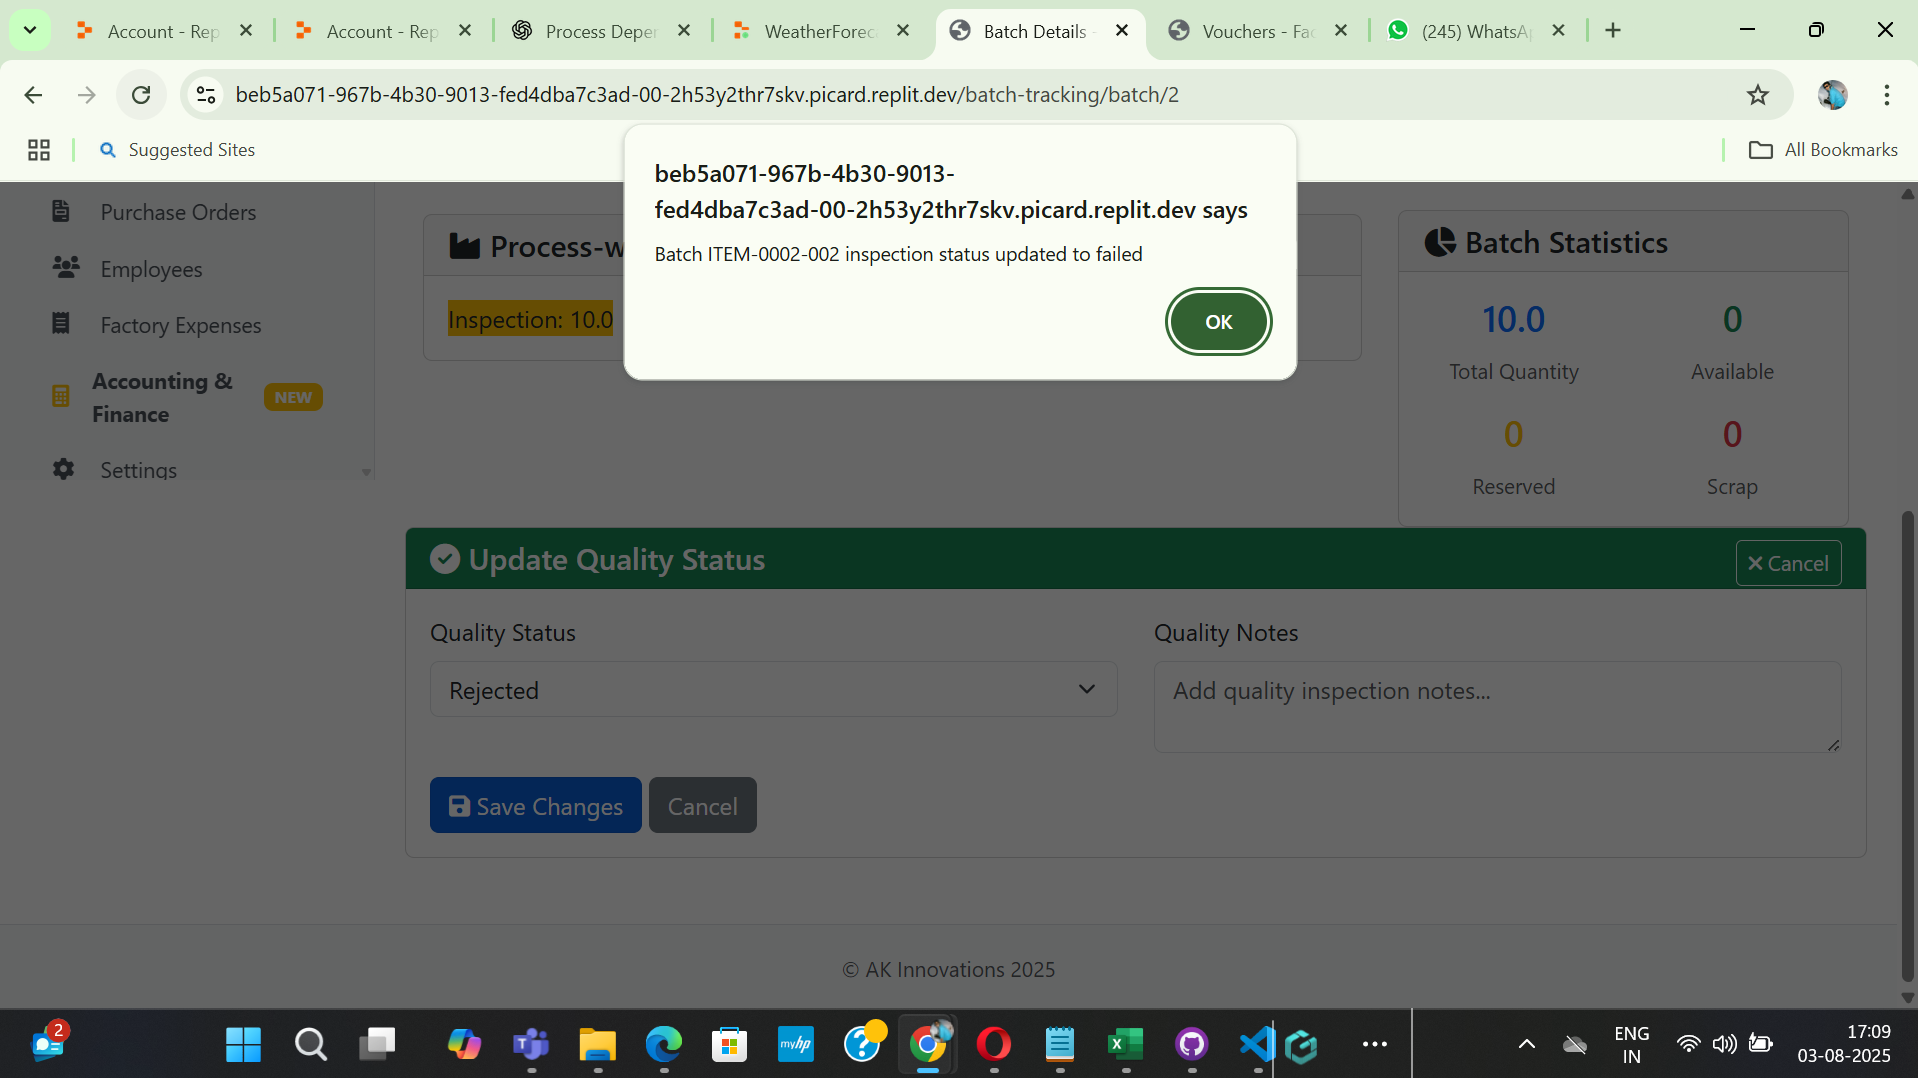 Account - Rep
Account - Rep
Process Deper
WeatherForec
Batch Details -
Vouchers - Fac
(245) WhatsAp
beb5a071-967b-4b30-9013-fed4dba7c3ad-00-2h53y2thr7skv.picard.replit.dev/batch-tracking/batch/2
Suggested Sites
All Bookmarks
beb5a071-967b-4b30-9013-
fed4dba7c3ad-00-2h53y2thr7skv.picard.replit.dev says
Batch ITEM-0002-002 inspection status updated to failed
OK
Purchase Orders
Employees
Factory Expenses
Accounting &
Finance
NEW
Settings
Process-w
Inspection: 10.0
Batch Statistics
10.0
0
Total Quantity
Available
0
0
Reserved
Scrap
Update Quality Status
Cancel
Quality Status
Quality Notes
Rejected
Add quality inspection notes...
Save Changes
Cancel
© AK Innovations 2025
2
myhp
ENG
IN
17:09
03-08-2025